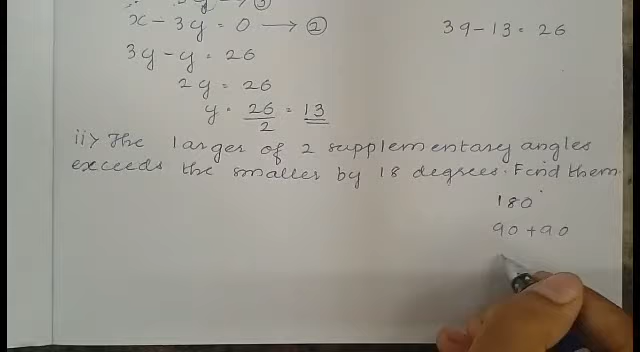 x - 3y = 0 → ②
39 - 13 = 26
3y - y = 26
2y = 26
y = 26/2 = 13
ii> The larger of 2 supplementary angles
exceeds the smaller by 18 degrees. Find them
180°
90 + 90